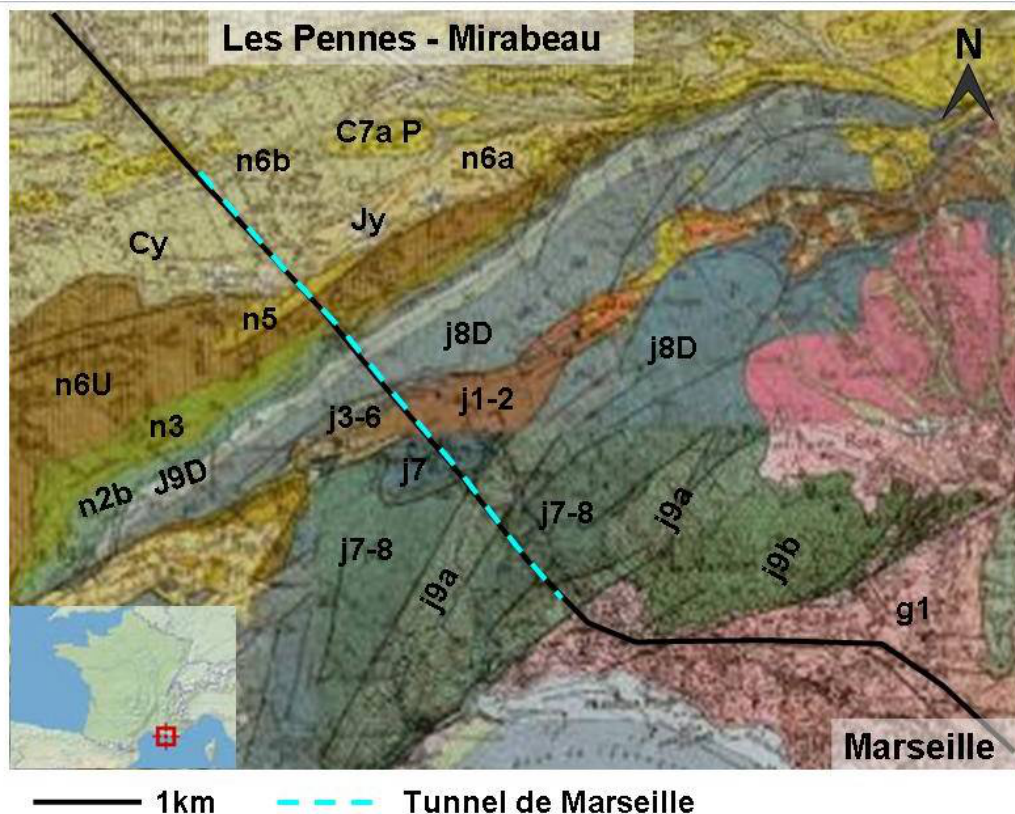 Les Pennes - Mirabeau
N
C7a P
n6b
n6a
Jy
Cy
n5
j8D
j8D
n6U
j3-6
j1-2
n3
j7
n2b
J9D
j7-8
j9a
j7-8
j9a
j9b
g1
Marseille
1km
Tunnel de Marseille